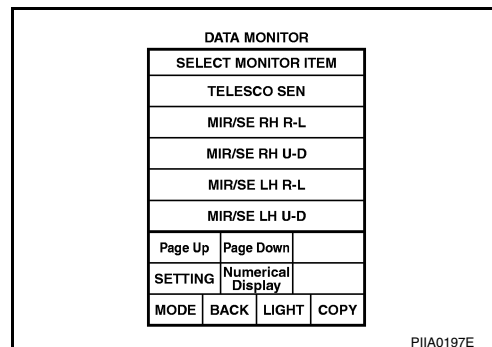 DATA MONITOR
SELECT MONITOR ITEM
TELESCO SEN
MIR/SE RH R-L
MIR/SE RH U-D
MIR/SE LH R-L
MIR/SE LH U-D
Page Up Page Down
SETTING Numerical Display
MODE BACK LIGHT COPY
PIIA0197E